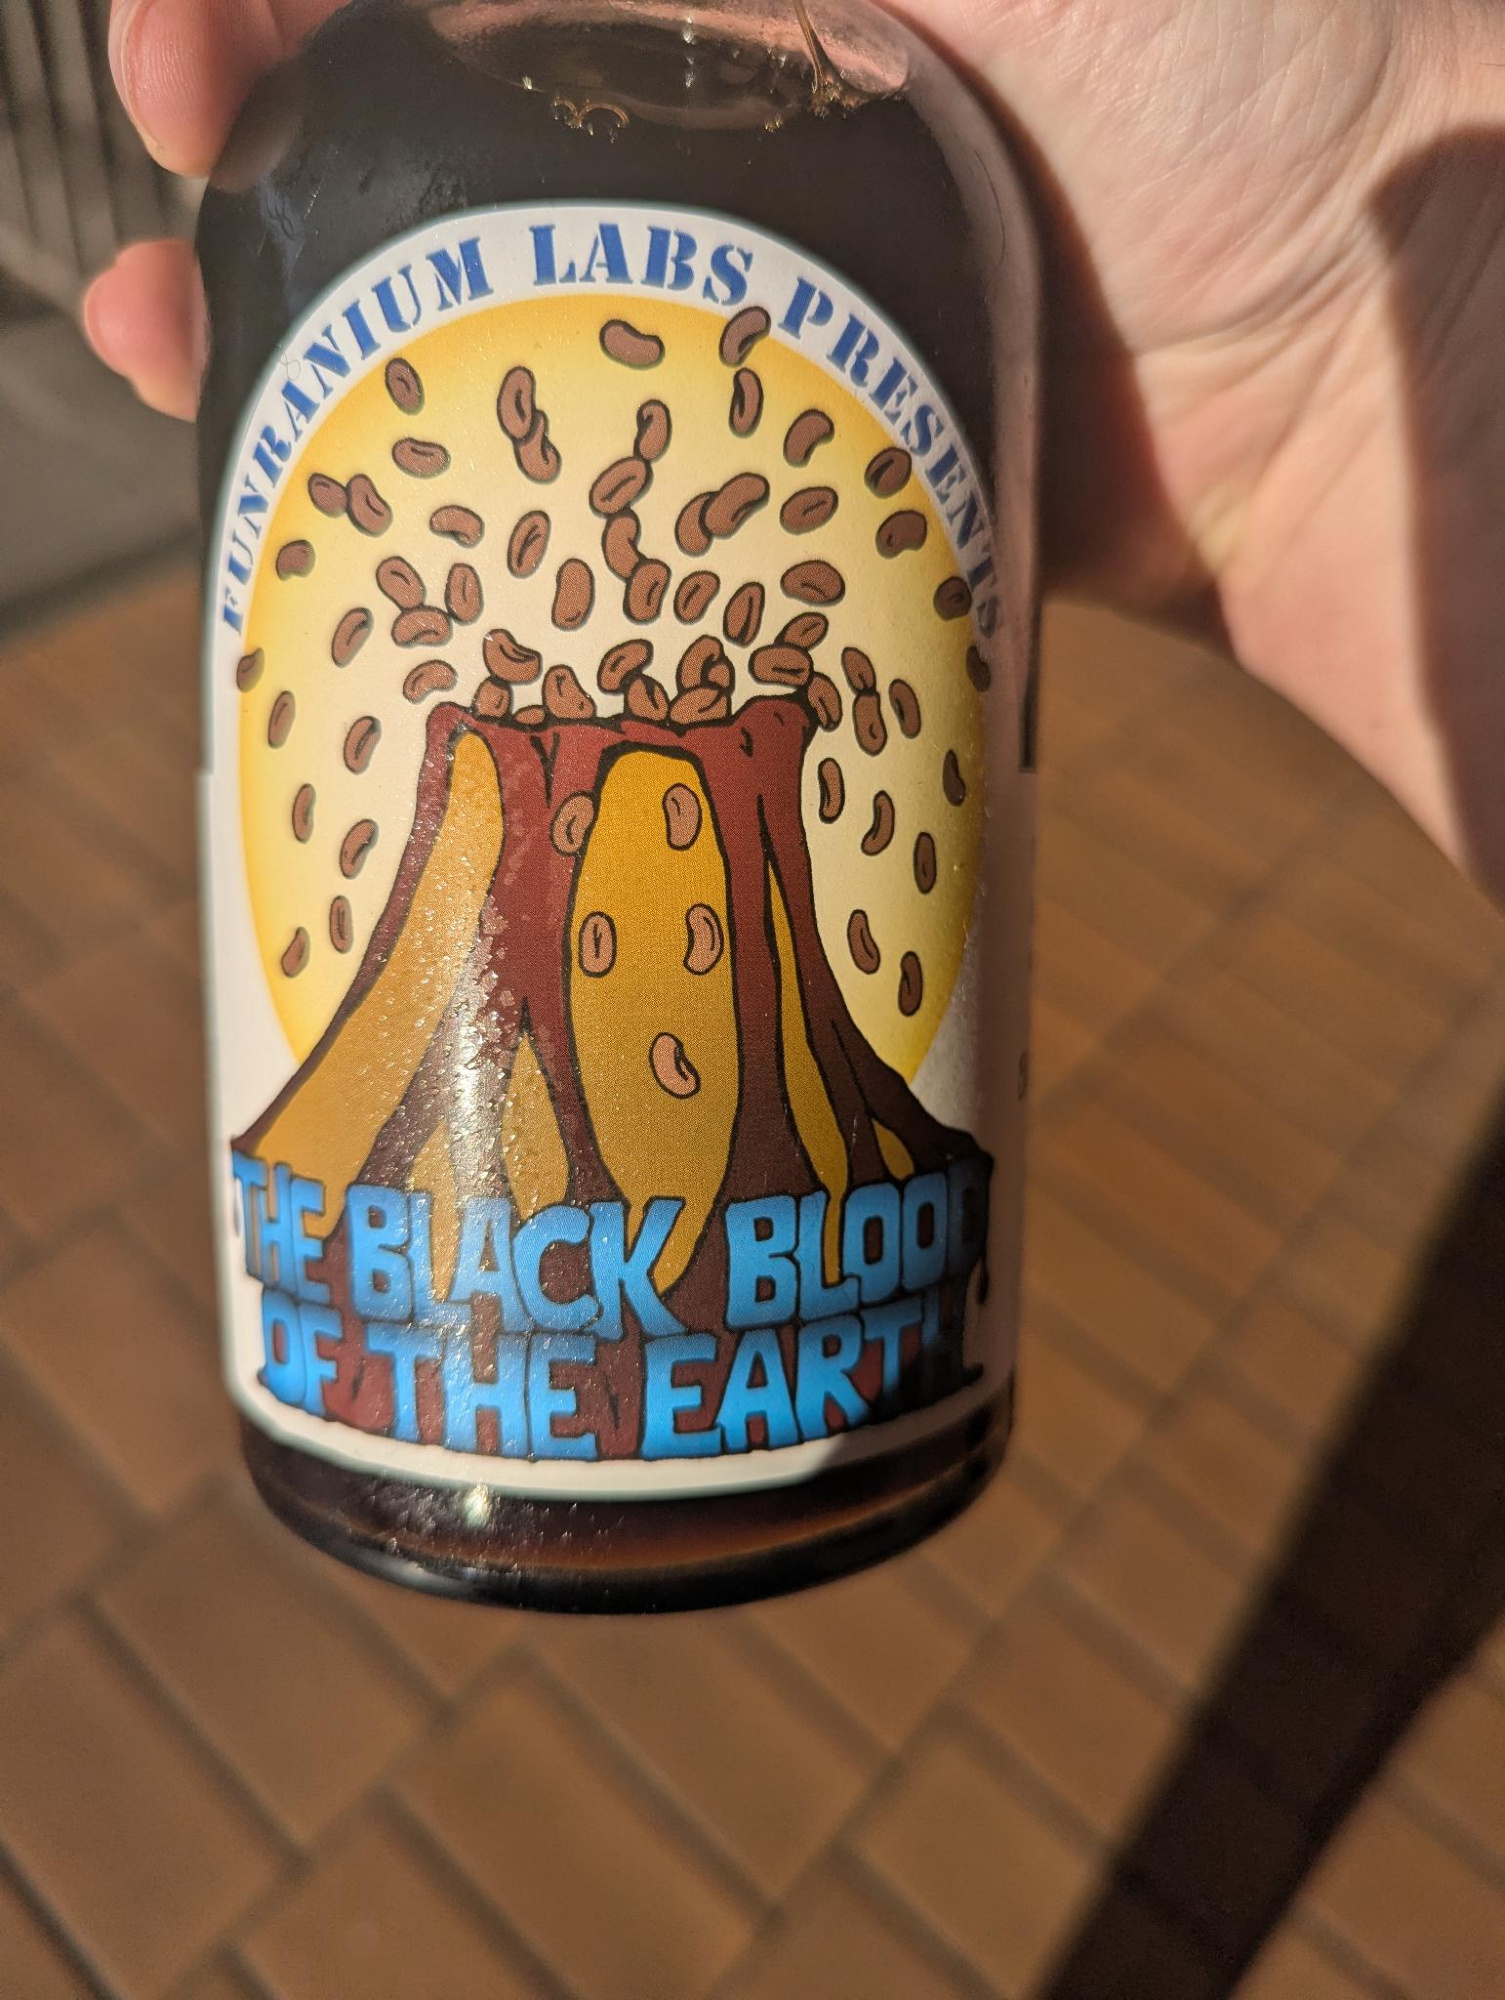 FUNRANIUM LABS PRESENTS
THE BLACK BLOOD
OF THE EARTH